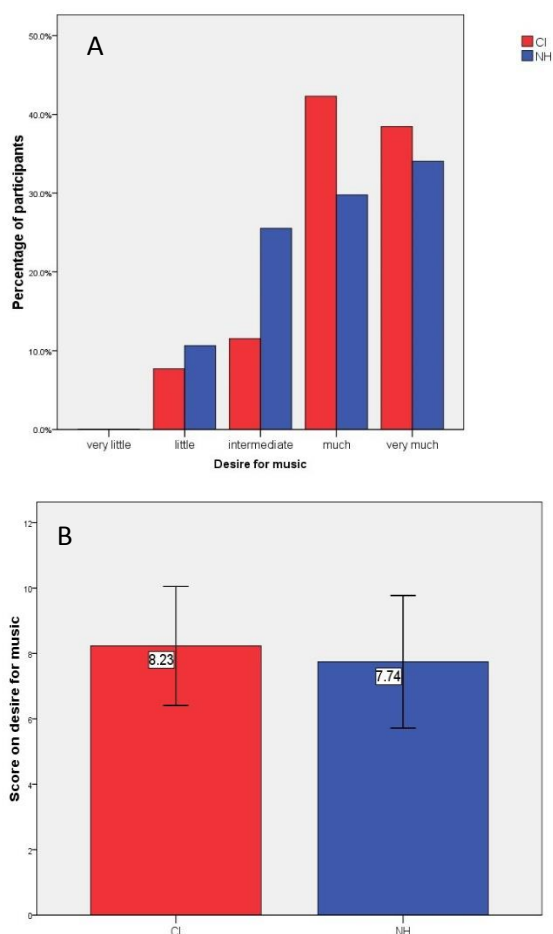 A
CI
NH
Percentage of participants
50.0%
40.0%
30.0%
20.0%
10.0%
0.0%
very little little intermediate much very much
Desire for music
B
Score on desire for music
12
10
8
6
4
2
0
8.23
7.74
CI NH